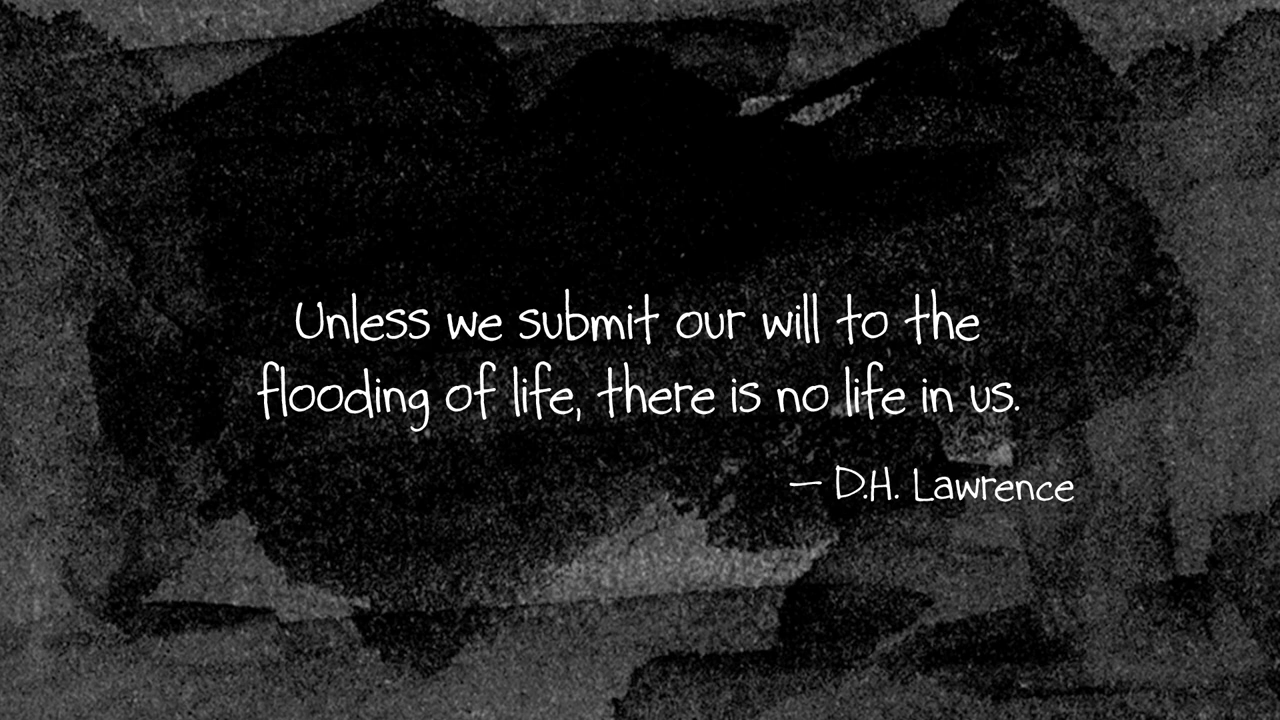 Unless we submit our will to the
flooding of life, there is no life in us.
— D.H. Lawrence